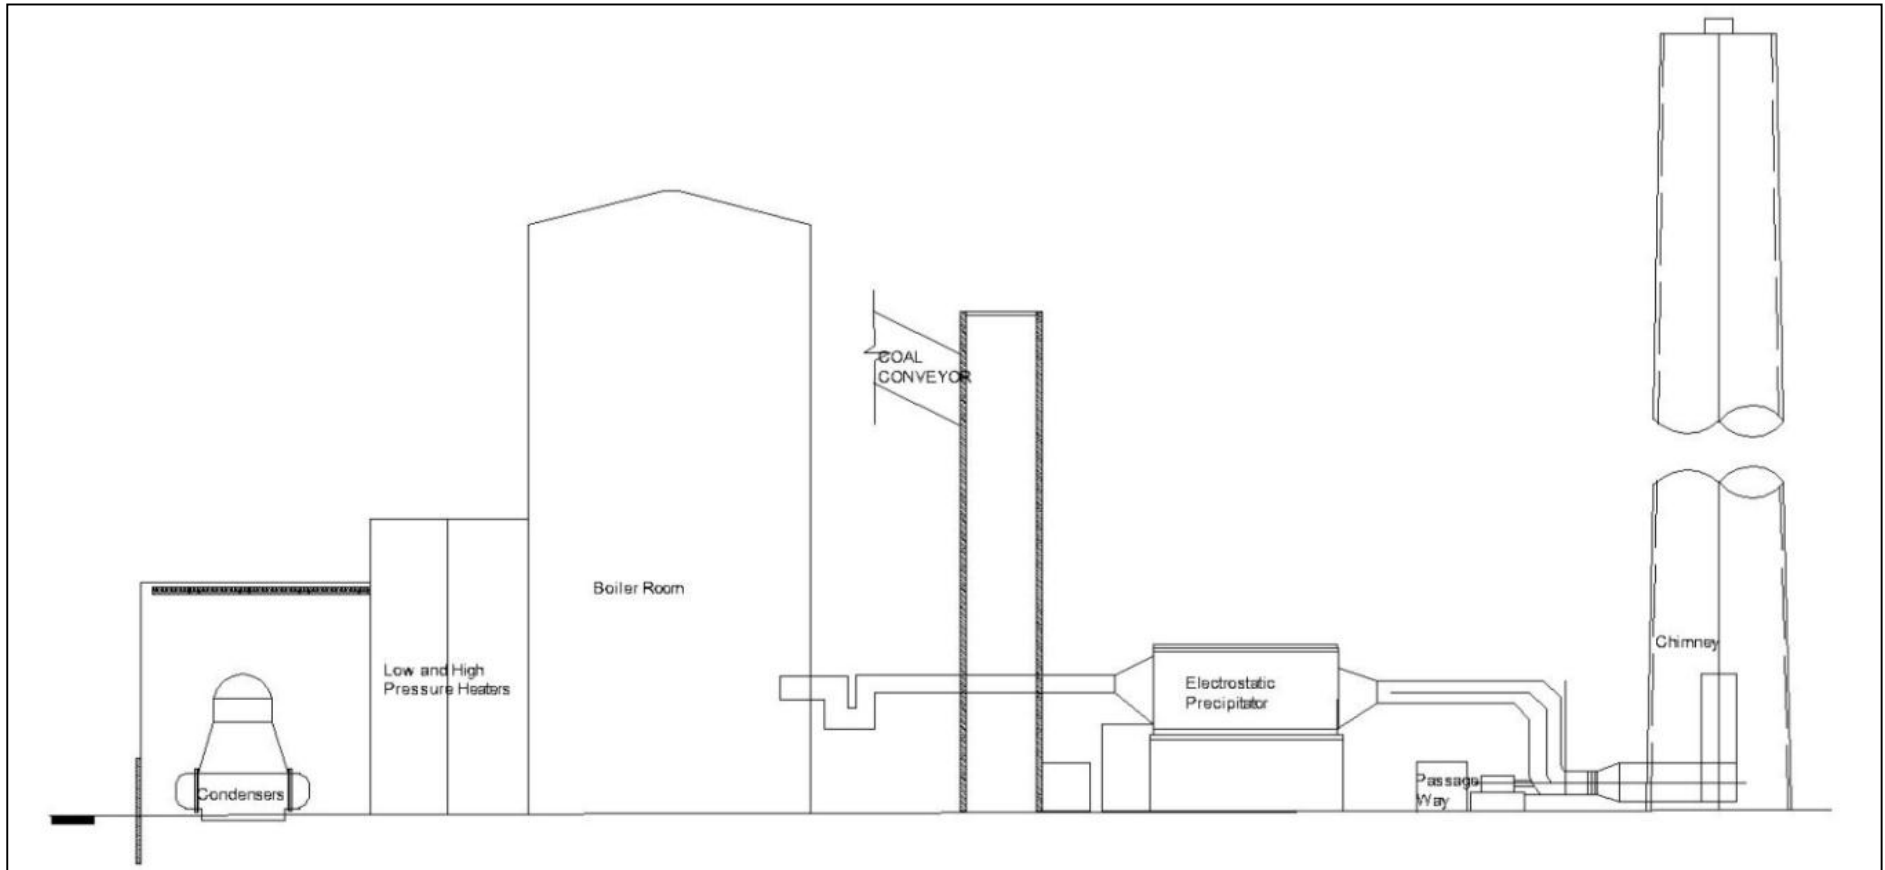 COAL
CONVEYOR
Boiler Room
Chimney
Low and High
Pressure Heaters
Electrostatic
Precipitator
Passage
Way
Condensers